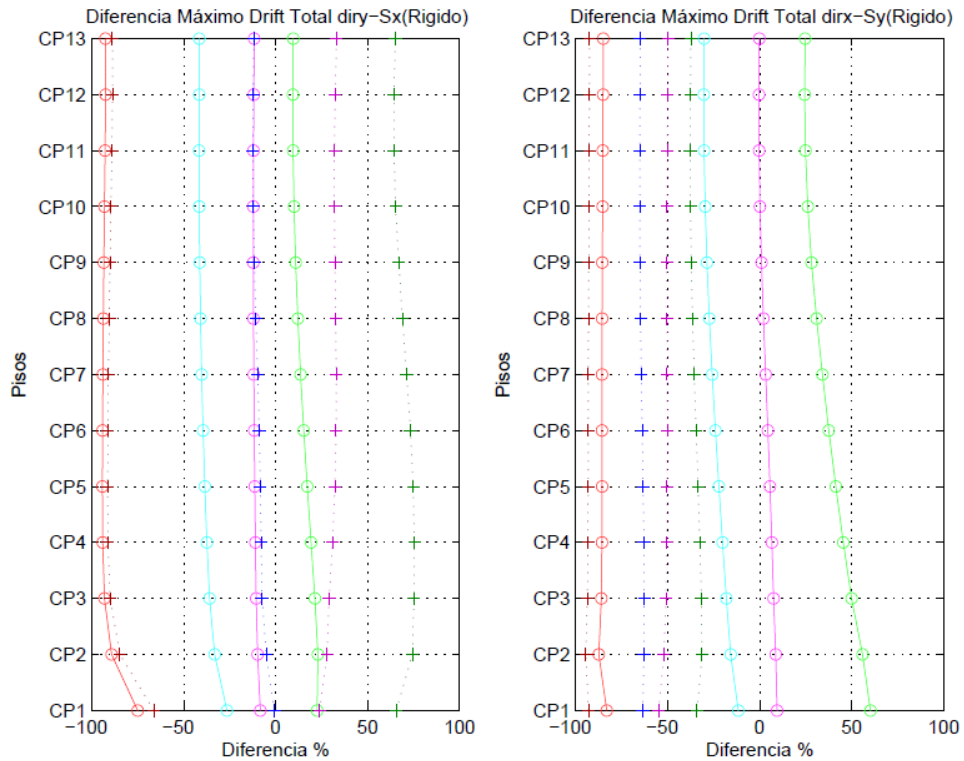 Diferencia Máximo Drift Total diry−Sx(Rigido)
CP13
CP12
CP11
CP10
CP9
CP8
CP7
CP6
CP5
CP4
CP3
CP2
CP1
Pisos
−100 −50 0 50 100
Diferencia %
Diferencia Máximo Drift Total dirx−Sy(Rigido)
CP13
CP12
CP11
CP10
CP9
CP8
CP7
CP6
CP5
CP4
CP3
CP2
CP1
Pisos
−100 −50 0 50 100
Diferencia %